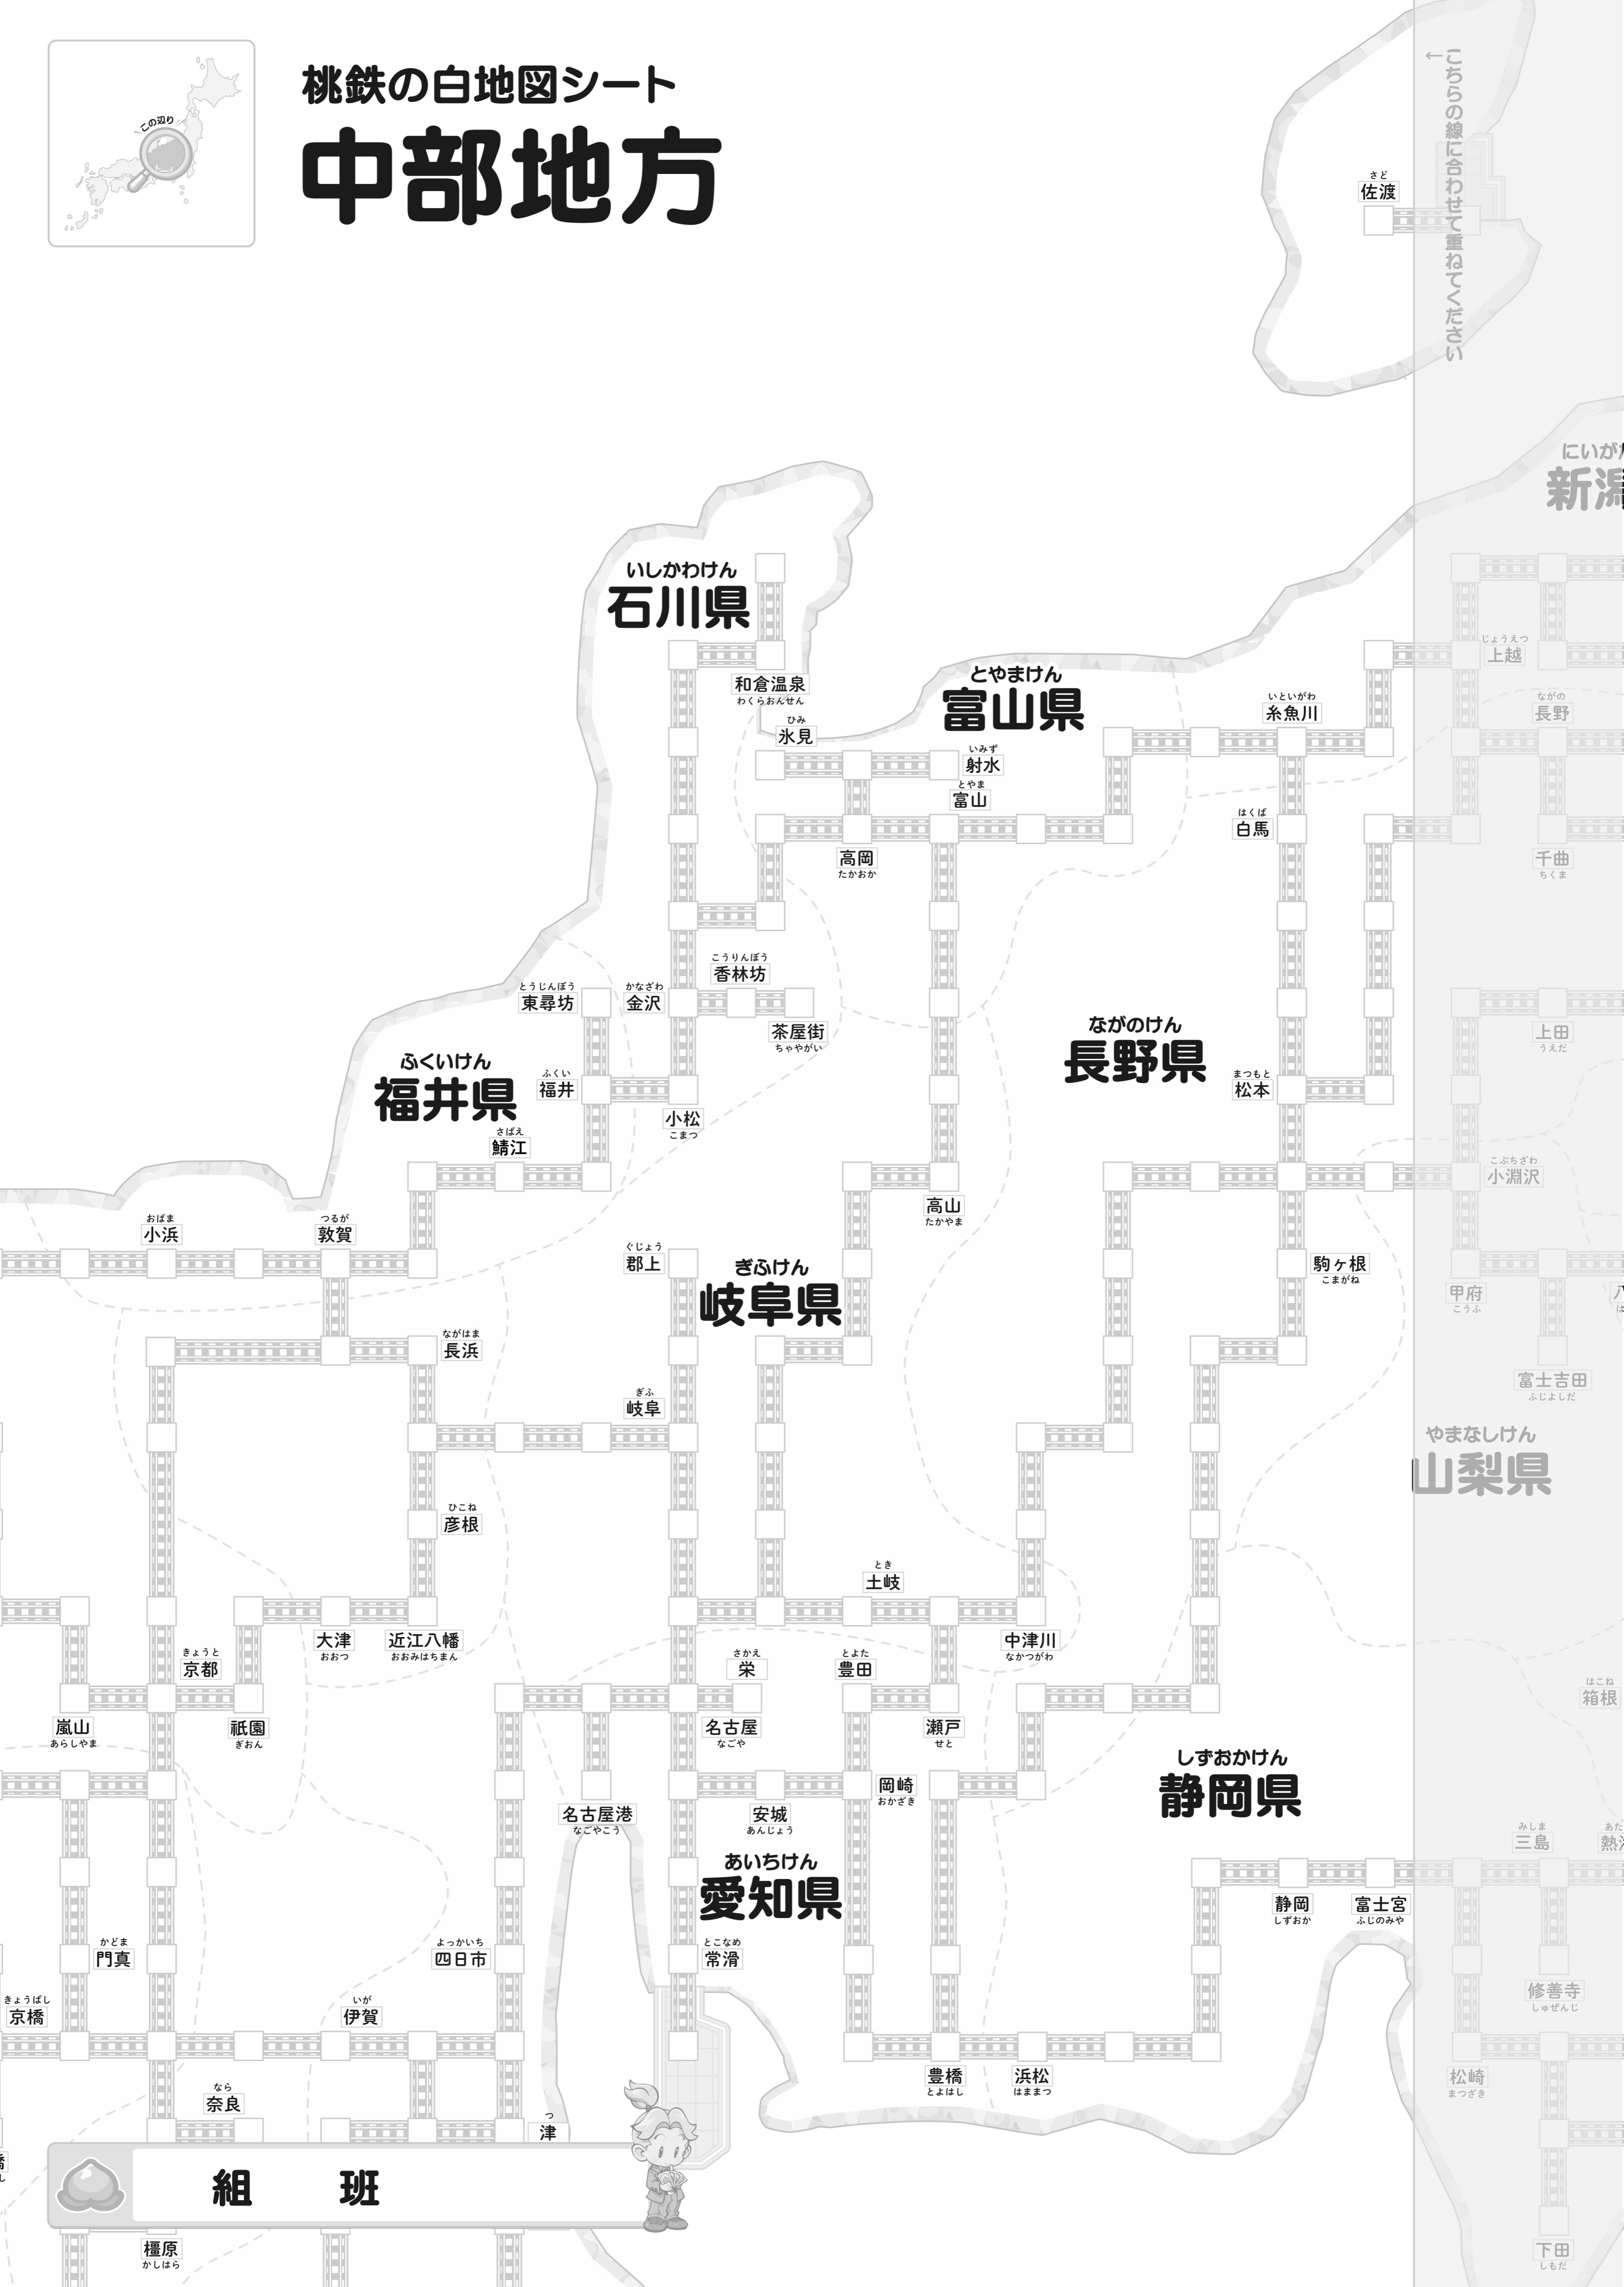 この辺り
桃鉄の白地図シート
中部地方
←こちらの線に合わせて重ねてください
さど
佐渡
にいが
新潟
いしかわけん
石川県
和倉温泉
わくらおんせん
とやまけん
富山県
ひみ
氷見
いみず
射水
とやま
富山
高岡
たかおか
いといがわ
糸魚川
じょうえつ
上越
ながの
長野
はくば
白馬
千曲
ちくま
こうりんぼう
香林坊
とうじんぼう
東尋坊
かなざわ
金沢
茶屋街
ちゃやがい
ながのけん
長野県
上田
うえだ
ふくいけん
福井県
ふくい
福井
小松
こまつ
まつもと
松本
さばえ
鯖江
高山
たかやま
こぶちざわ
小淵沢
おばま
小浜
つるが
敦賀
ぐじょう
郡上
ぎふけん
岐阜県
駒ヶ根
こまがね
甲府
こうふ
ながはま
長浜
富士吉田
ふじよしだ
ぎふ
岐阜
やまなしけん
山梨県
ひこね
彦根
とき
土岐
大津
おおつ
近江八幡
おおみはちまん
中津川
なかつがわ
きょうと
京都
さかえ
栄
とよた
豊田
はこね
箱根
嵐山
あらしやま
祇園
ぎおん
名古屋
なごや
瀬戸
せと
しずおかけん
静岡県
岡崎
おかざき
名古屋港
なごやこう
安城
あんじょう
みしま
三島
あた
熱
あいちけん
愛知県
静岡
しずおか
富士宮
ふじのみや
かどま
門真
よっかいち
四日市
とこなめ
常滑
修善寺
しゅぜんじ
きょうばし
京橋
いが
伊賀
豊橋
とよはし
浜松
はままつ
松崎
まつざき
なら
奈良
つ
津
組 班
橿原
かしはら
下田
しもだ